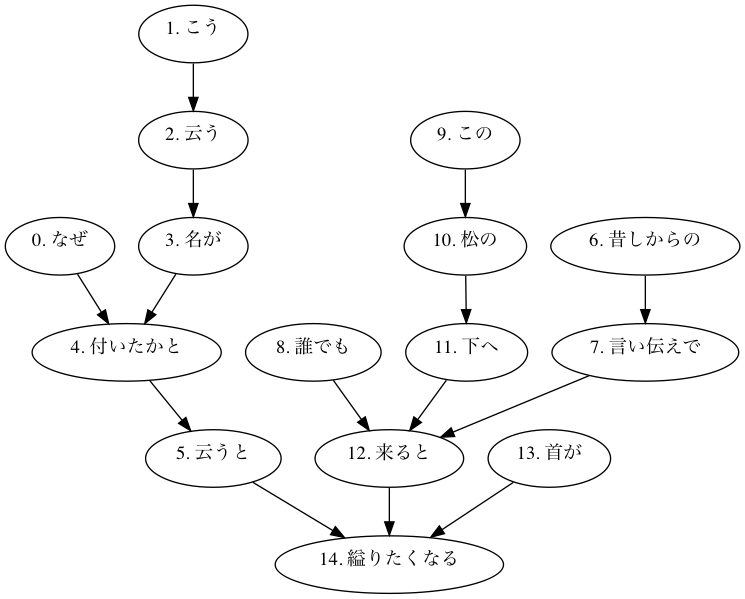 1. こう
2. 云う
9. この
0. なぜ
3. 名が
10. 松の
6. 昔しからの
4. 付いたかと
8. 誰でも
11. 下へ
7. 言い伝えで
5. 云うと
12. 来ると
13. 首が
14. 縊りたくなる